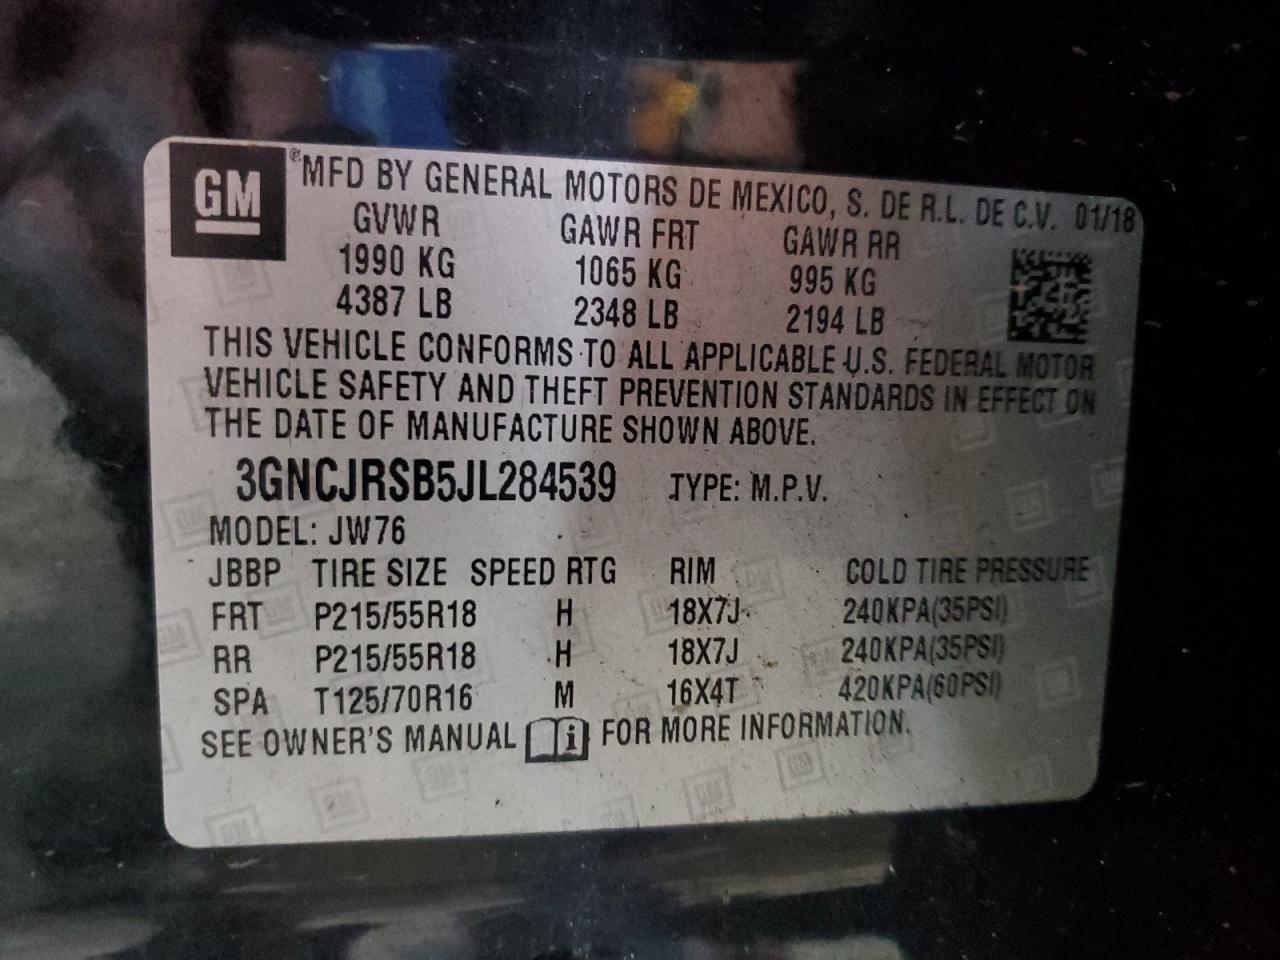 GM
®MFD BY GENERAL MOTORS DE MEXICO, S. DE R.L. DE C.V. 01/18
GVWR GAWR FRT GAWR RR
1990 KG 1065 KG 995 KG
4387 LB 2348 LB 2194 LB
THIS VEHICLE CONFORMS TO ALL APPLICABLE U.S. FEDERAL MOTOR
VEHICLE SAFETY AND THEFT PREVENTION STANDARDS IN EFFECT ON
THE DATE OF MANUFACTURE SHOWN ABOVE.
3GNCJRSB5JL284539 TYPE: M.P.V.
MODEL: JW76
JBBP TIRE SIZE SPEED RTG RIM COLD TIRE PRESSURE
FRT P215/55R18 H 18X7J 240KPA(35PSI)
RR P215/55R18 H 18X7J 240KPA(35PSI)
SPA T125/70R16 M 16X4T 420KPA(60PSI)
SEE OWNER'S MANUAL i FOR MORE INFORMATION.